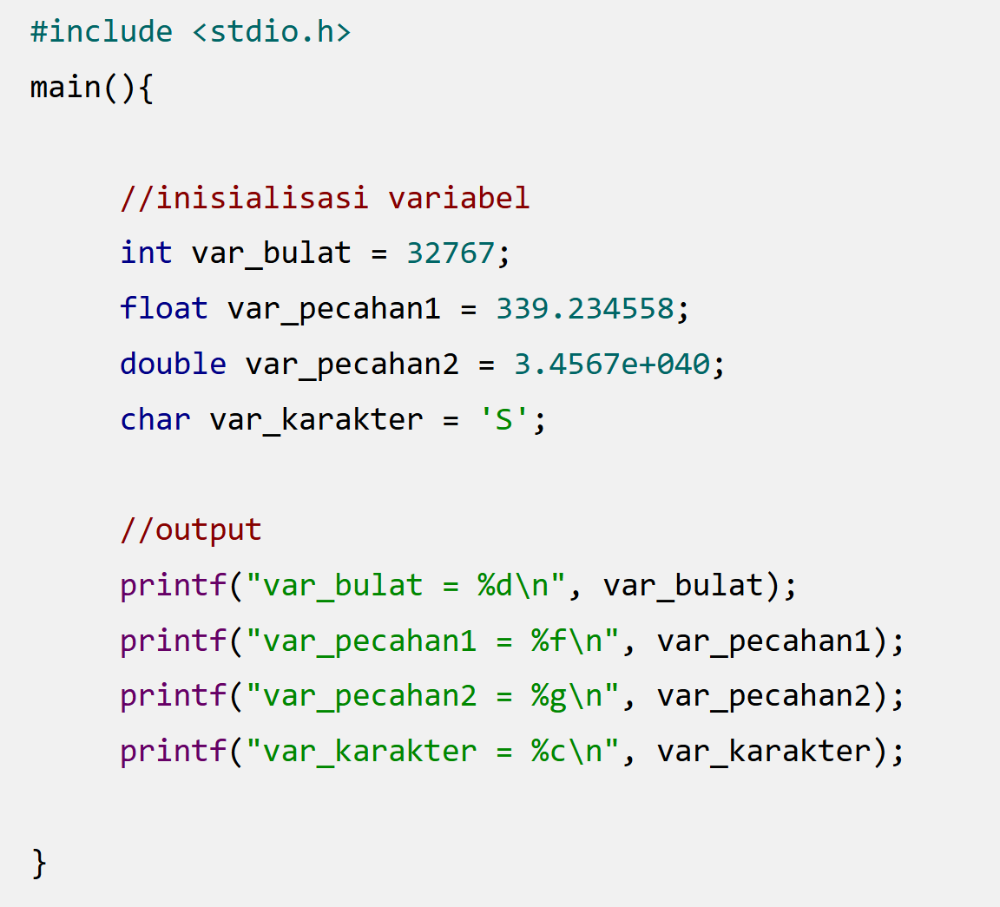 #include <stdio.h>
main(){
//inisialisasi variabel
int var_bulat = 32767;
float var_pecahan1 = 339.234558;
double var_pecahan2 = 3.4567e+040;
char var_karakter = 'S';
//output
printf("var_bulat = %d\n", var_bulat);
printf("var_pecahan1 = %f\n", var_pecahan1);
printf("var_pecahan2 = %g\n", var_pecahan2);
printf("var_karakter = %c\n", var_karakter);
}